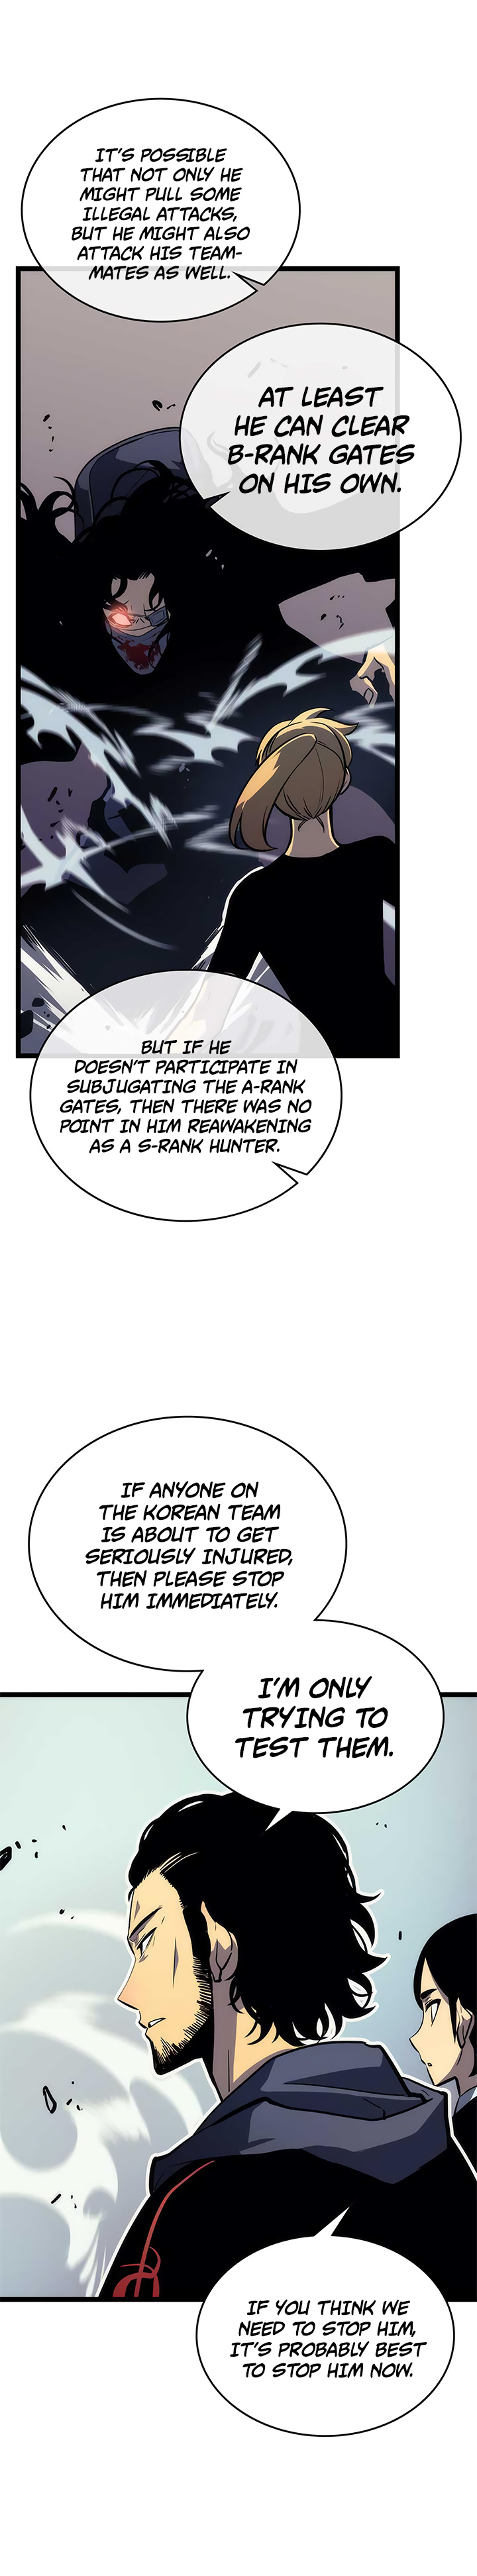 IT'S POSSIBLE
THAT NOT ONLY HE
MIGHT PULL SOME
ILLEGAL ATTACKS,
BUT HE MIGHT ALSO
ATTACK HIS TEAM-
MATES AS WELL.
AT LEAST
HE CAN CLEAR
B-RANK GATES
ON HIS OWN.
BUT IF HE
DOESN'T PARTICIPATE IN
SUBJUGATING THE A-RANK
GATES, THEN THERE WAS NO
POINT IN HIM REAWAKENING
AS A S-RANK HUNTER.
IF ANYONE ON
THE KOREAN TEAM
IS ABOUT TO GET
SERIOUSLY INJURED,
THEN PLEASE STOP
HIM IMMEDIATELY.
I'M ONLY
TRYING TO
TEST THEM.
IF YOU THINK WE
NEED TO STOP HIM,
IT'S PROBABLY BEST
TO STOP HIM NOW.